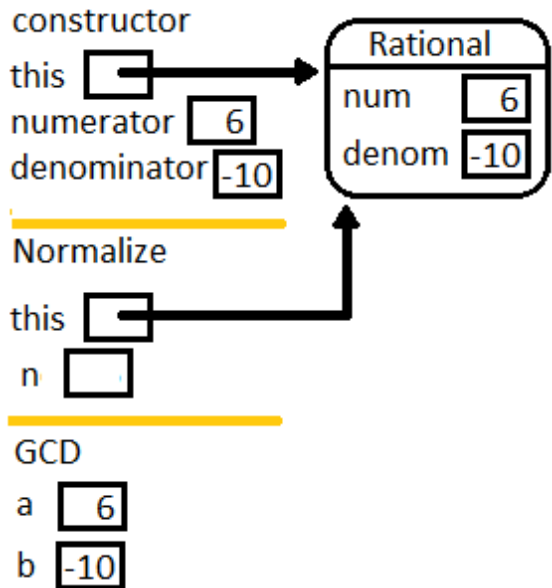 constructor
this
numerator 6
denominator -10
Rational
num 6
denom -10
Normalize
this
n
GCD
a 6
b -10